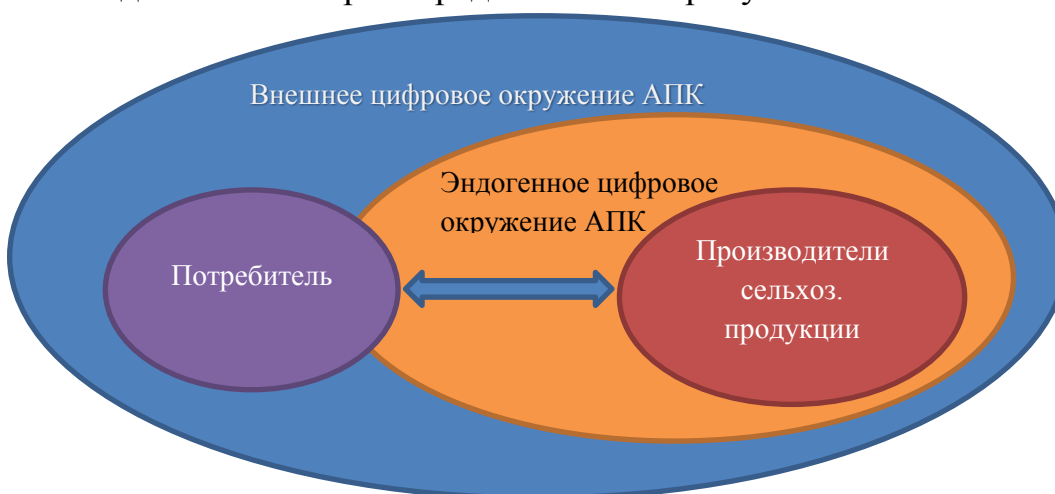 Внешнее цифровое окружение АПК
Эндогенное цифровое
окружение АПК
Потребитель
Производители
сельхоз.
продукции